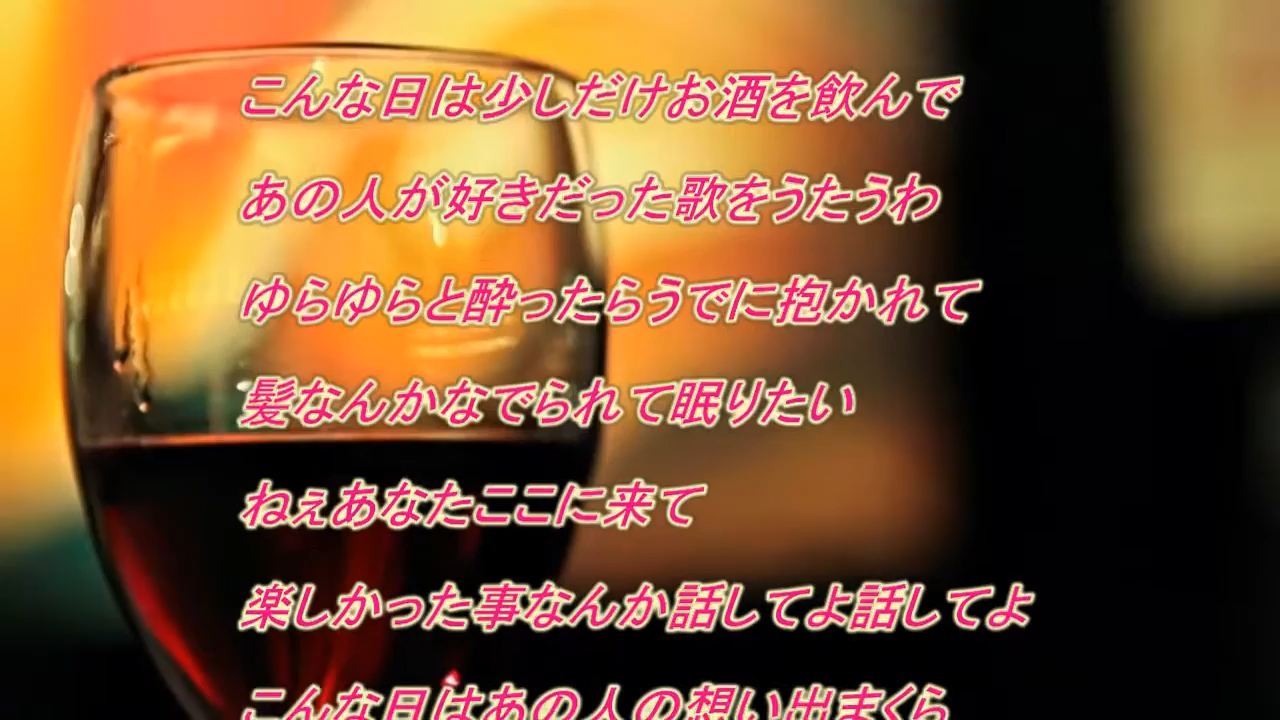 こんな日は少しだけお酒を飲んで
あの人が好きだった歌をうたうわ
ゆらゆらと酔ったらうでに抱かれて
髪なんかなでられて眠りたい
ねぇあなたここに来て
楽しかった事なんか話してよ話してよ
こんな日はあの人の想い出まくら